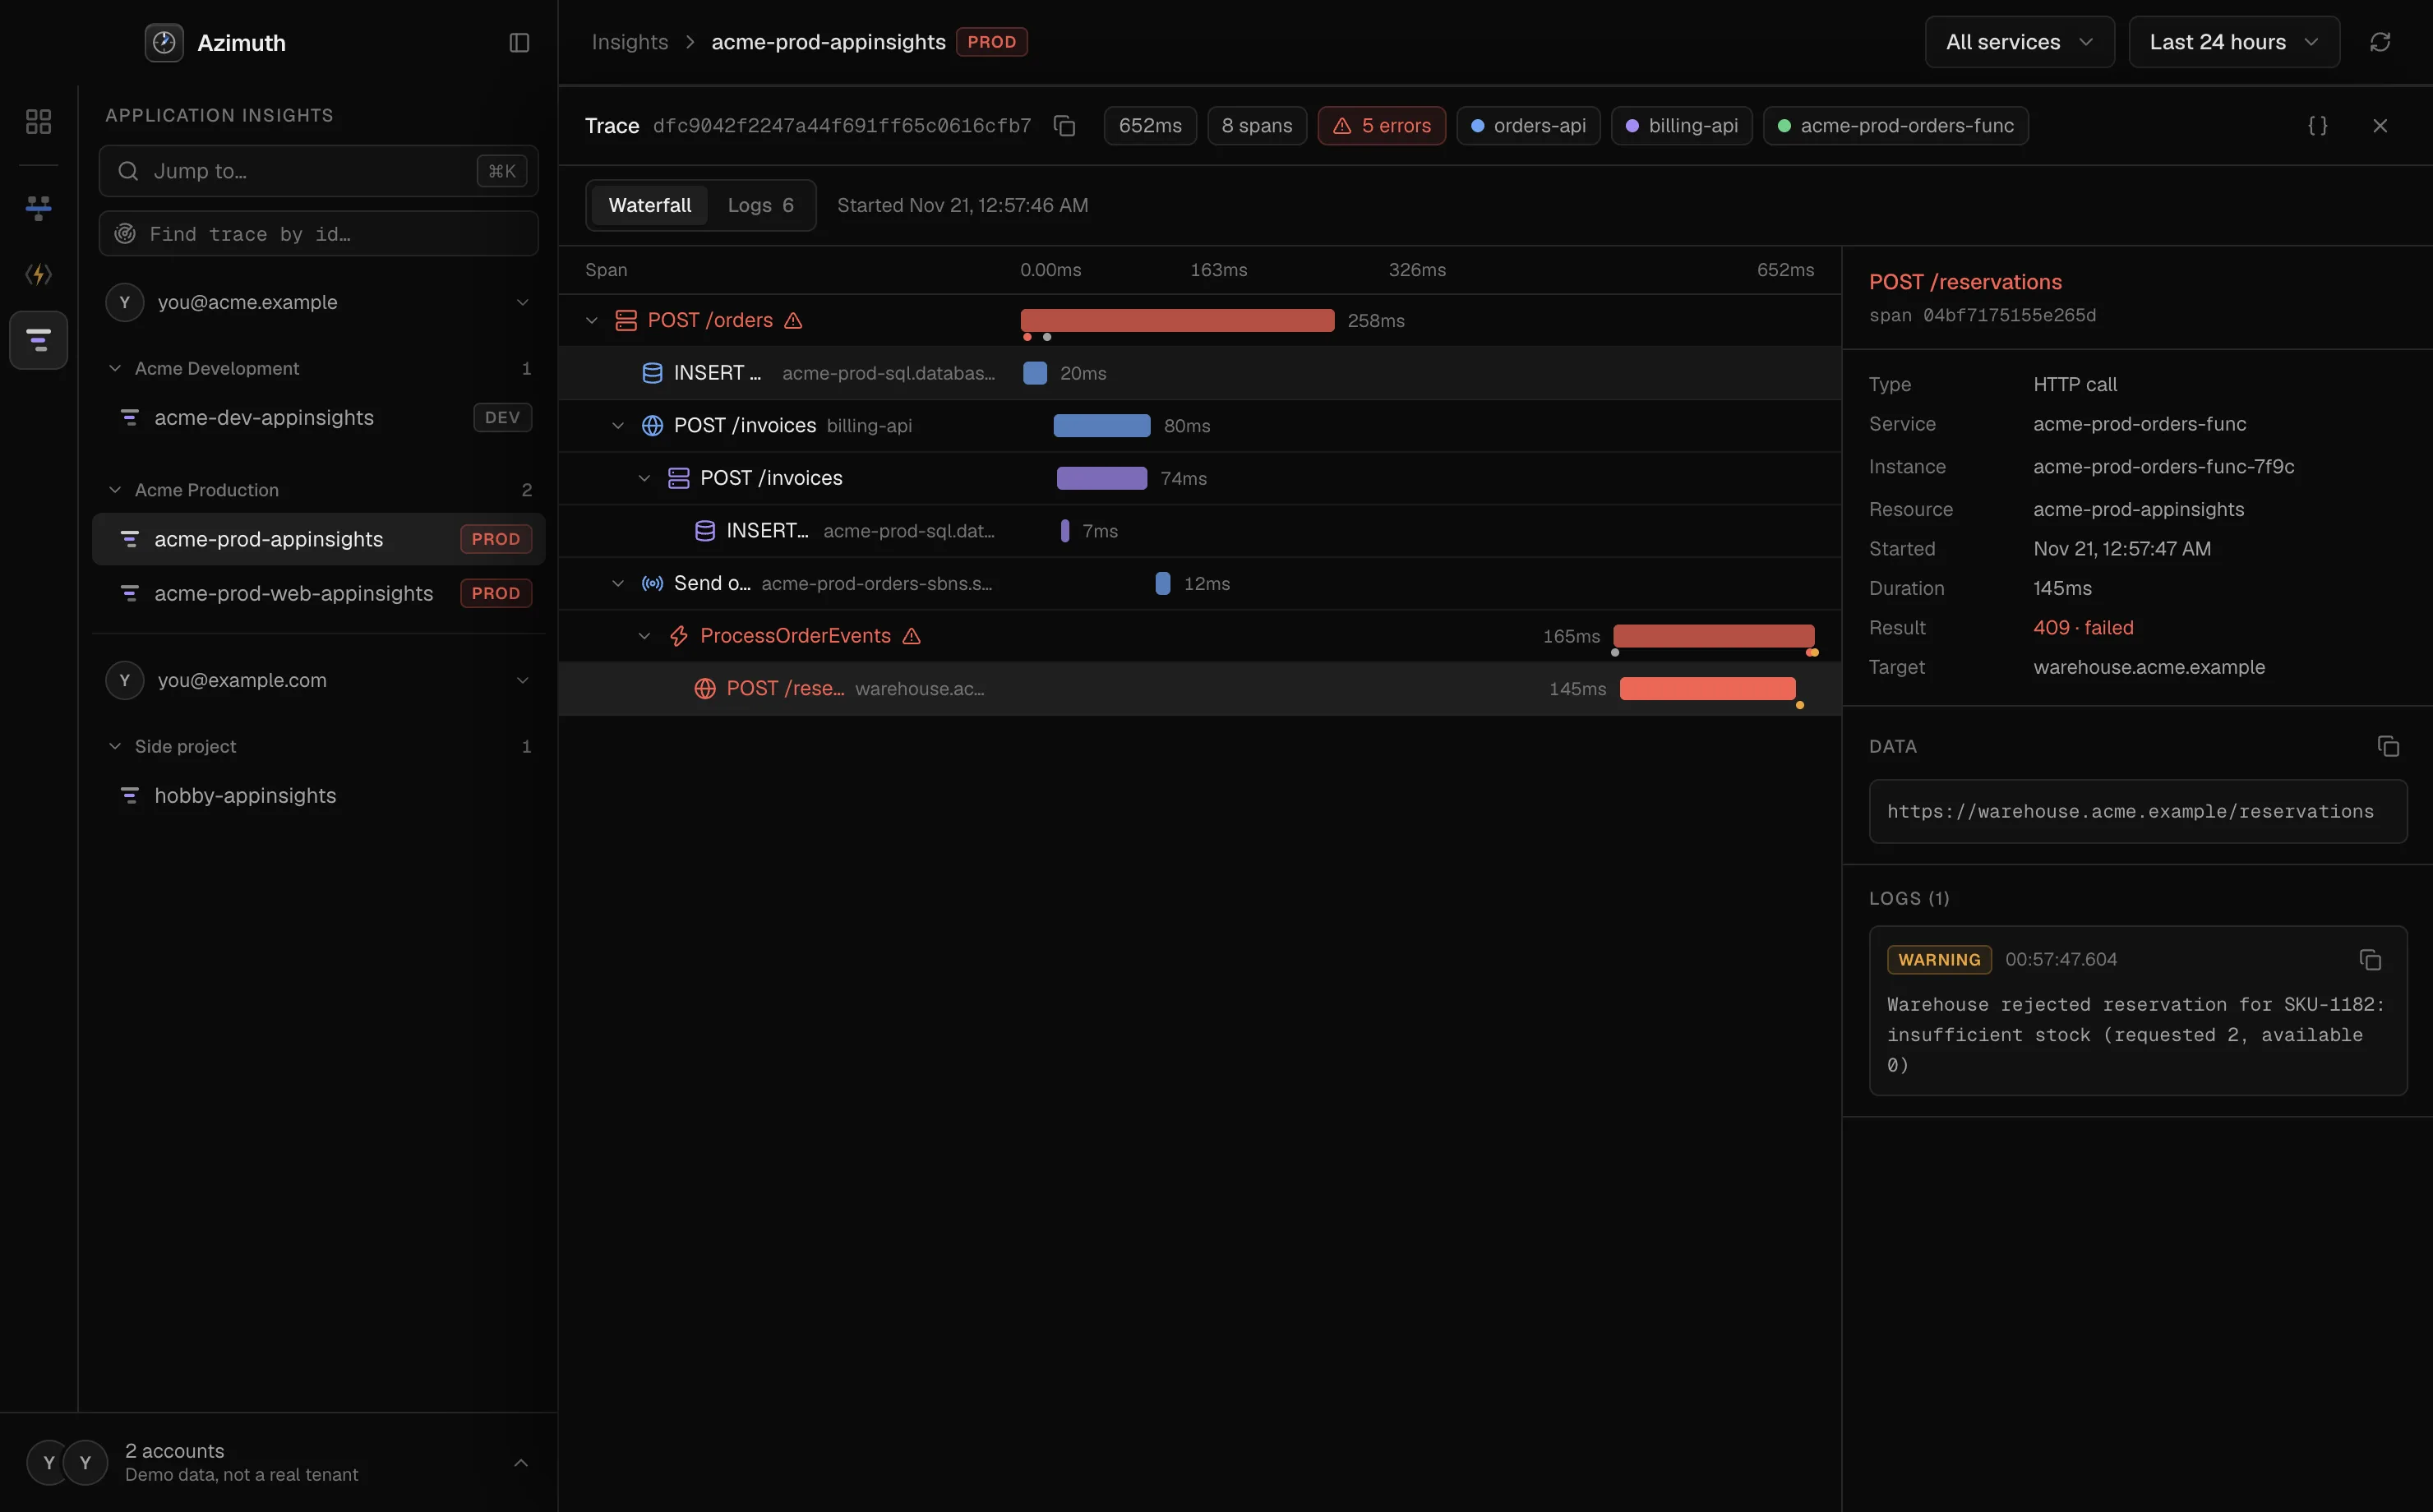 Azimuth
APPLICATION INSIGHTS
Jump to…
⌘K
Find trace by id…
Y
you@acme.example
Acme Development
1
acme-dev-appinsights
DEV
Acme Production
2
acme-prod-appinsights
PROD
acme-prod-web-appinsights
PROD
Y
you@example.com
Side project
1
hobby-appinsights
Y
Y
2 accounts
Demo data, not a real tenant
Insights
acme-prod-appinsights
PROD
All services
Last 24 hours
Trace
dfc9042f2247a44f691ff65c0616cfb7
652ms
8 spans
5 errors
orders-api
billing-api
acme-prod-orders-func
{ }
Waterfall
Logs 6
Started Nov 21, 12:57:46 AM
Span
0.00ms
163ms
326ms
652ms
POST /orders
258ms
INSERT …
acme-prod-sql.databas…
20ms
POST /invoices
billing-api
80ms
POST /invoices
74ms
INSERT…
acme-prod-sql.dat…
7ms
Send o…
acme-prod-orders-sbns.s…
12ms
ProcessOrderEvents
165ms
POST /rese…
warehouse.ac…
145ms
POST /reservations
span 04bf7175155e265d
Type
HTTP call
Service
acme-prod-orders-func
Instance
acme-prod-orders-func-7f9c
Resource
acme-prod-appinsights
Started
Nov 21, 12:57:47 AM
Duration
145ms
Result
409 · failed
Target
warehouse.acme.example
DATA
https://warehouse.acme.example/reservations
LOGS (1)
WARNING
00:57:47.604
Warehouse rejected reservation for SKU-1182:
insufficient stock (requested 2, available
0)